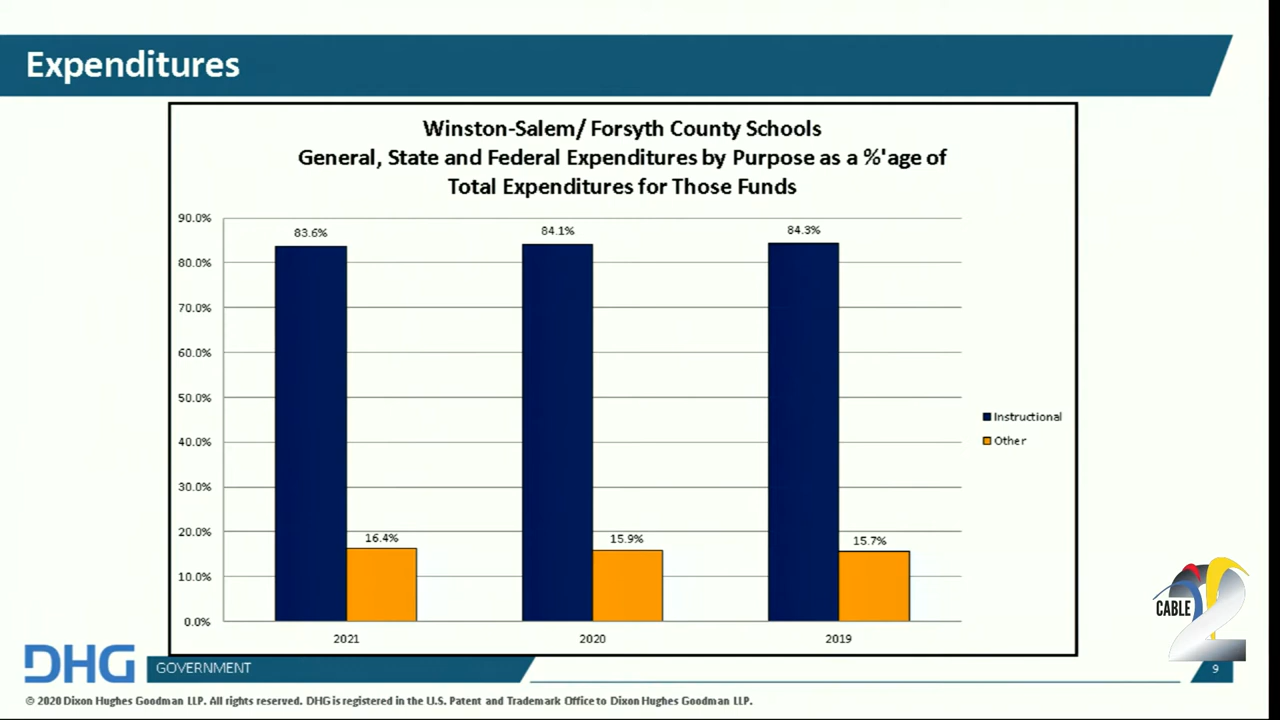 Expenditures
Winston-Salem/ Forsyth County Schools
General, State and Federal Expenditures by Purpose as a %'age of
Total Expenditures for Those Funds
90.0%
83.6%
84.1%
84.3%
80.0%
70.0%
60.0%
50.0%
Instructional
40.0%
Other
30.0%
20.0%
16.4%
15.9%
15.7%
10.0%
0.0%
2021
2020
2019
CABLE 2
DHG
GOVERNMENT
9
© 2020 Dixon Hughes Goodman LLP. All rights reserved. DHG is registered in the U.S. Patent and Trademark Office to Dixon Hughes Goodman LLP.